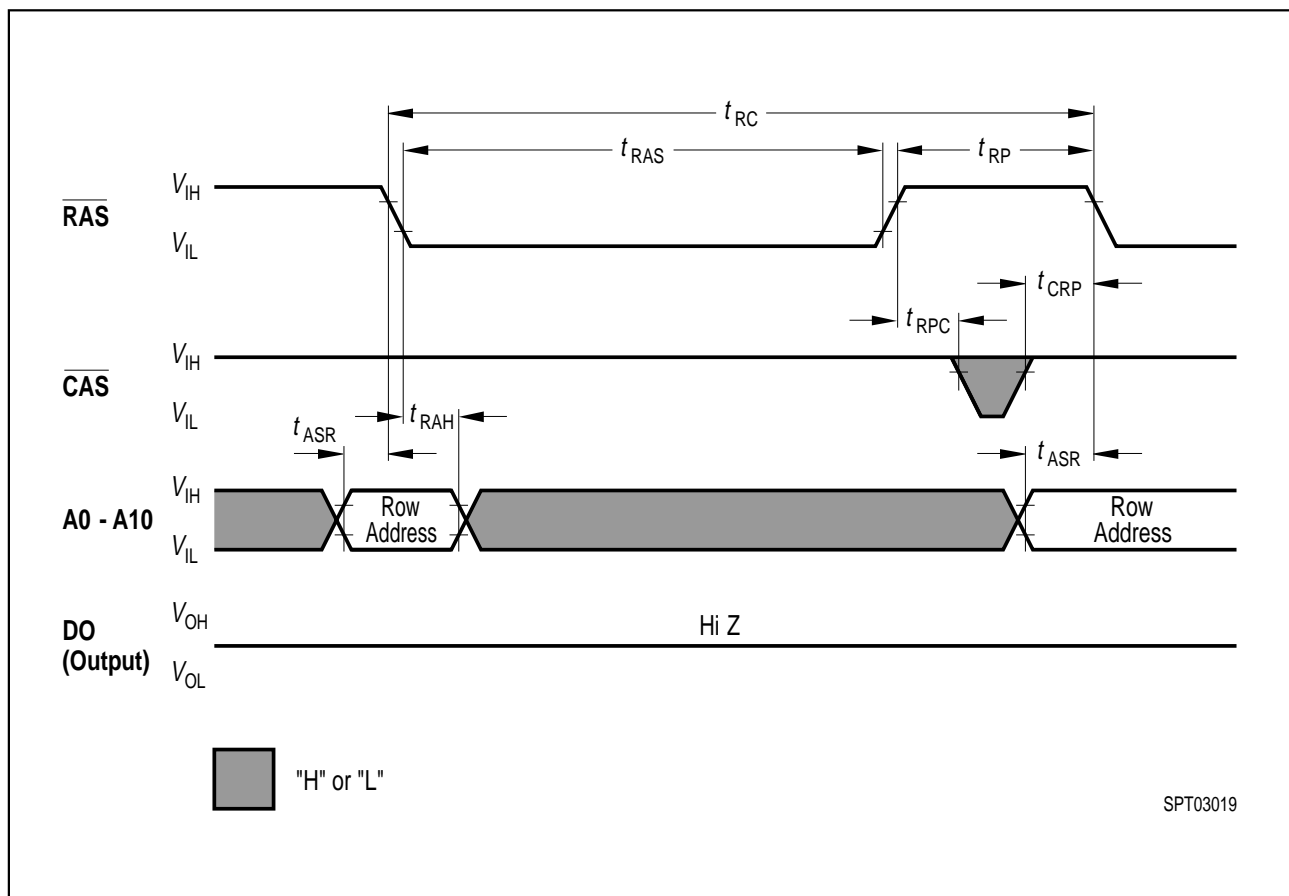 tRC
tRAS
tRP
RAS
VIH
VIL
tCRP
tRPC
CAS
VIH
VIL
tASR
tRAH
tASR
A0 - A10
VIH
VIL
Row
Address
Row
Address
DO
(Output)
VOH
VOL
Hi Z
"H" or "L"
SPT03019